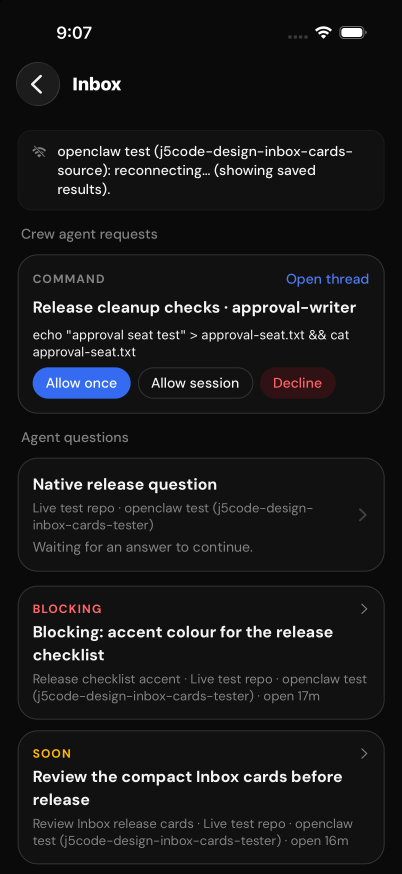 9:07
Inbox
openclaw test (j5code-design-inbox-cards-
source): reconnecting... (showing saved
results).
Crew agent requests
COMMAND
Open thread
Release cleanup checks · approval-writer
echo "approval seat test" > approval-seat.txt && cat
approval-seat.txt
Allow once
Allow session
Decline
Agent questions
Native release question
Live test repo · openclaw test (j5code-design-
inbox-cards-tester)
Waiting for an answer to continue.
BLOCKING
Blocking: accent colour for the release
checklist
Release checklist accent · Live test repo · openclaw test
(j5code-design-inbox-cards-tester) · open 17m
SOON
Review the compact Inbox cards before
release
Review Inbox release cards · Live test repo · openclaw
test (j5code-design-inbox-cards-tester) · open 16m